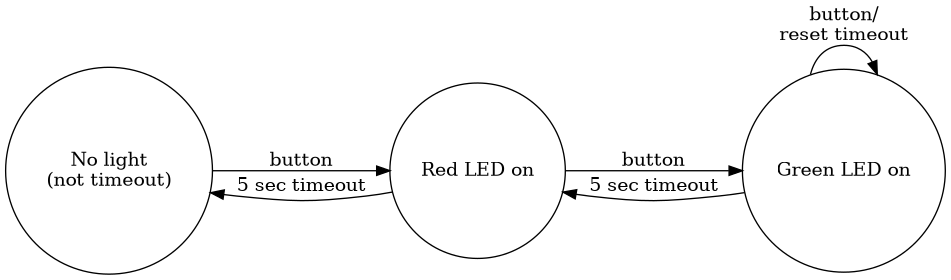 button/
reset timeout
No light
(not timeout)
button
5 sec timeout
Red LED on
button
5 sec timeout
Green LED on